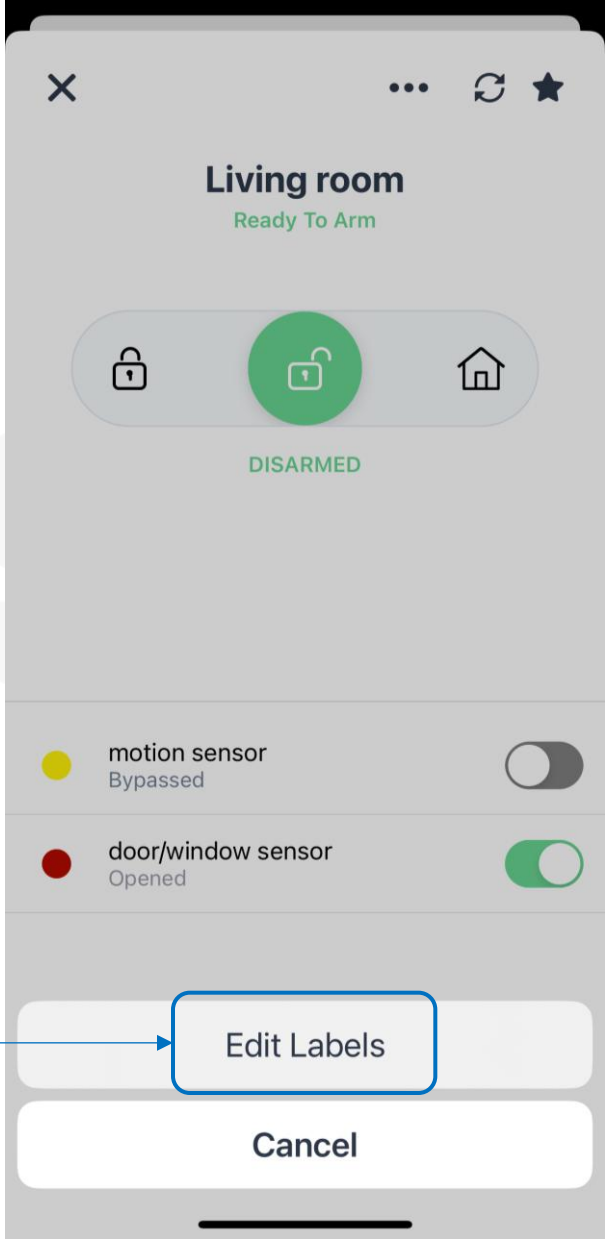 Living room
Ready To Arm
DISARMED
motion sensor
Bypassed
door/window sensor
Opened
Edit Labels
Cancel